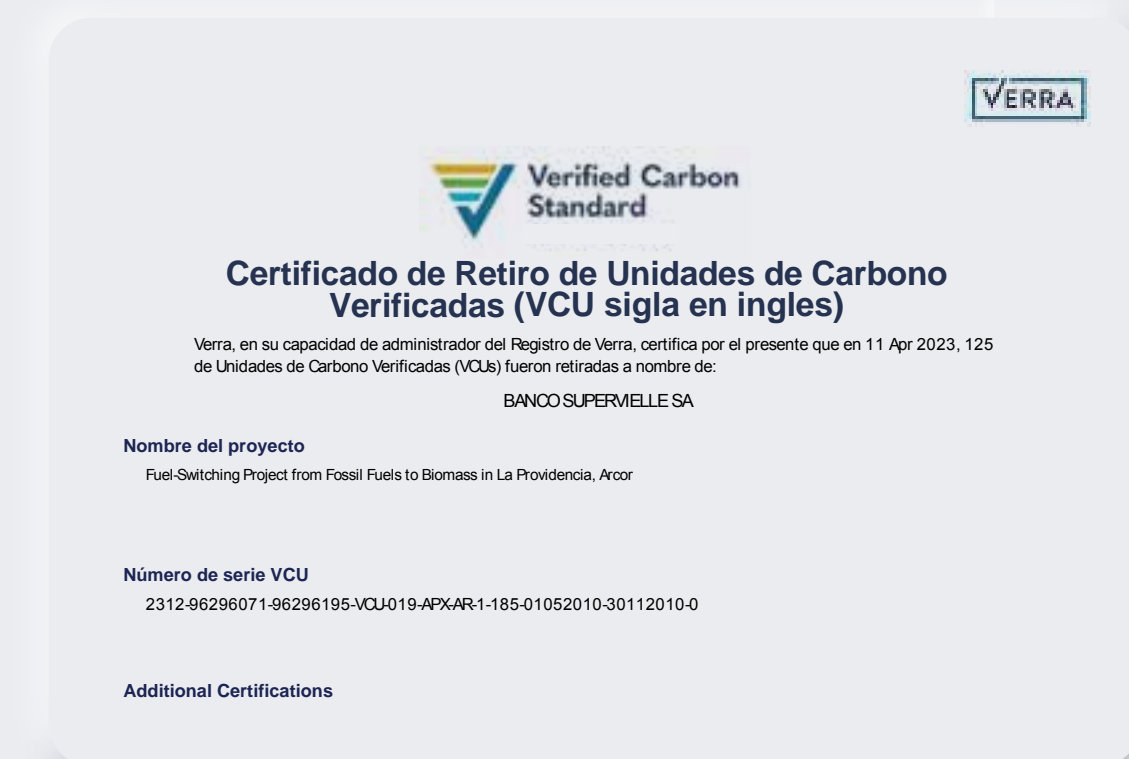 VERRA
Verified Carbon
Standard
Certificado de Retiro de Unidades de Carbono
Verificadas (VCU sigla en ingles)
Verra, en su capacidad de administrador del Registro de Verra, certifica por el presente que en 11 Apr 2023, 125
de Unidades de Carbono Verificadas (VCUs) fueron retiradas a nombre de:
BANCO SUPERVIELLE SA
Nombre del proyecto
Fuel-Switching Project from Fossil Fuels to Biomass in La Providencia, Arcor
Número de serie VCU
2312-96296071-96296195-VCU-019-APX-AR-1-185-01052010-30112010-0
Additional Certifications